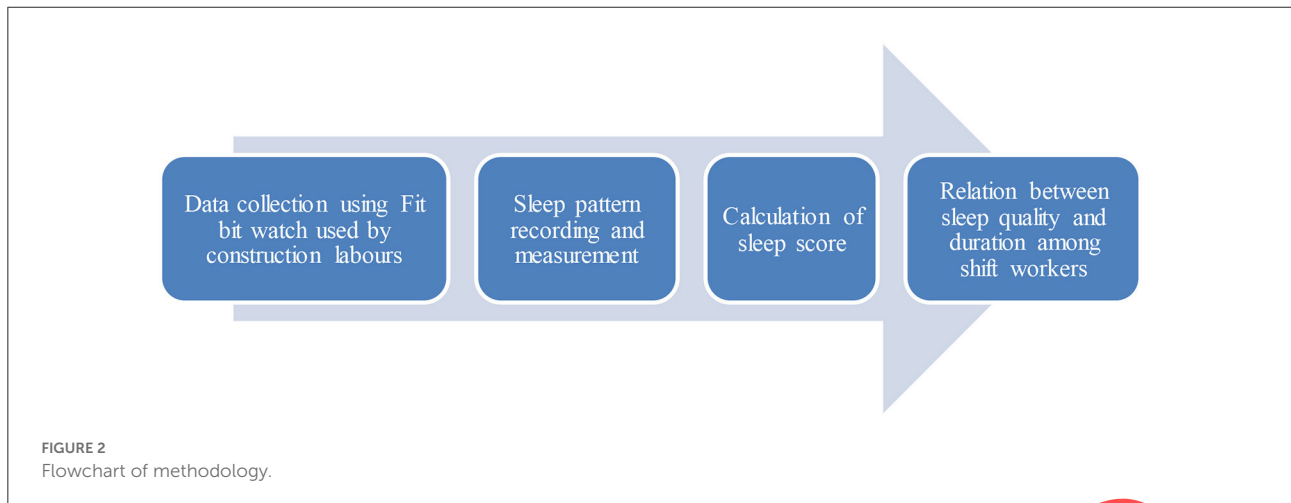 Data collection using Fit
bit watch used by
construction labours
Sleep pattern
recording and
measurement
Calculation of
sleep score
Relation between
sleep quality and
duration among
shift workers
FIGURE 2
Flowchart of methodology.